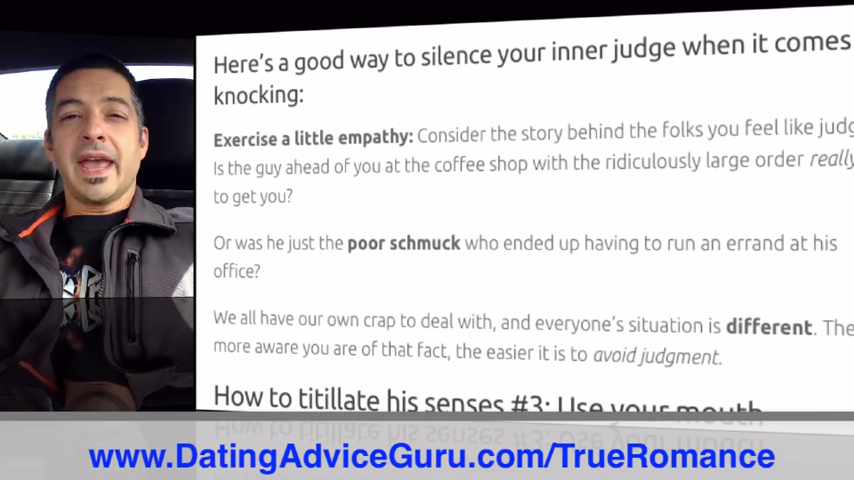 Here's a good way to silence your inner judge when it comes
knocking:
Exercise a little empathy: Consider the story behind the folks you feel like
Is the guy ahead of you at the coffee shop with the ridiculously large order really
to get you?
Or was he just the poor schmuck who ended up having to run an errand at his
office?
We all have our own crap to deal with, and everyone's situation is different. The
more aware you are of that fact, the easier it is to avoid judgment.
How to titillate his senses #3: Use your mouth
www.DatingAdviceGuru.com/TrueRomance